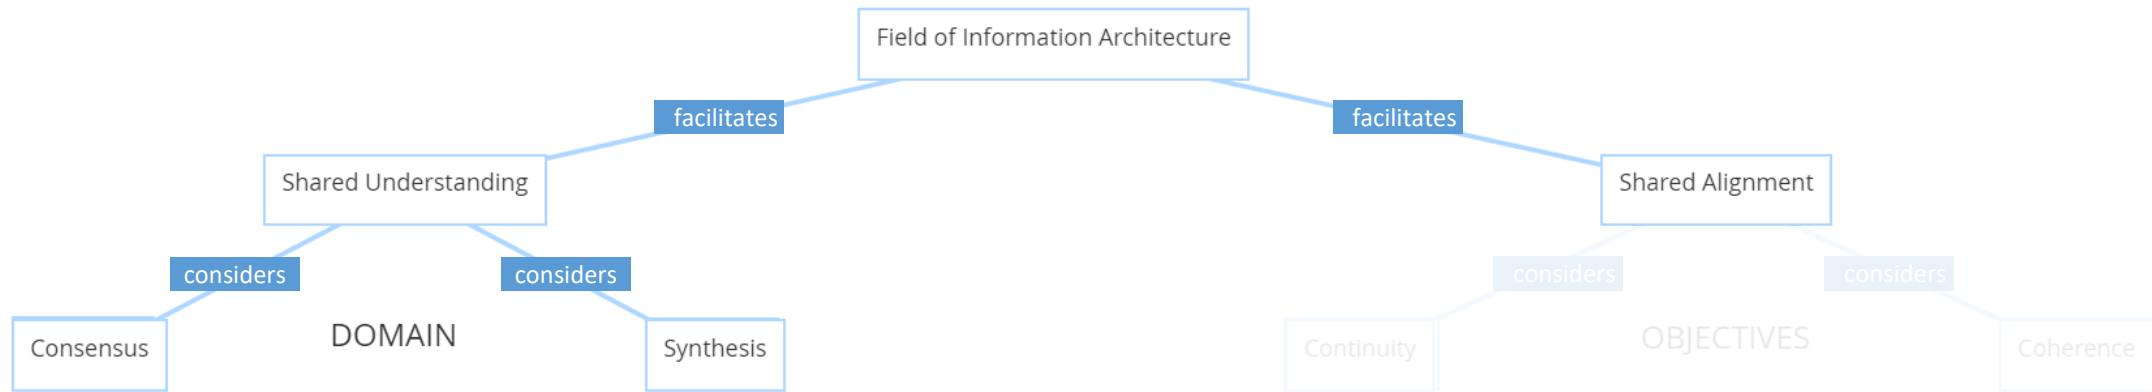 Field of Information Architecture
facilitates
facilitates
Shared Understanding
Shared Alignment
considers
considers
considers
considers
Consensus
DOMAIN
Synthesis
Continuity
OBJECTIVES
Coherence